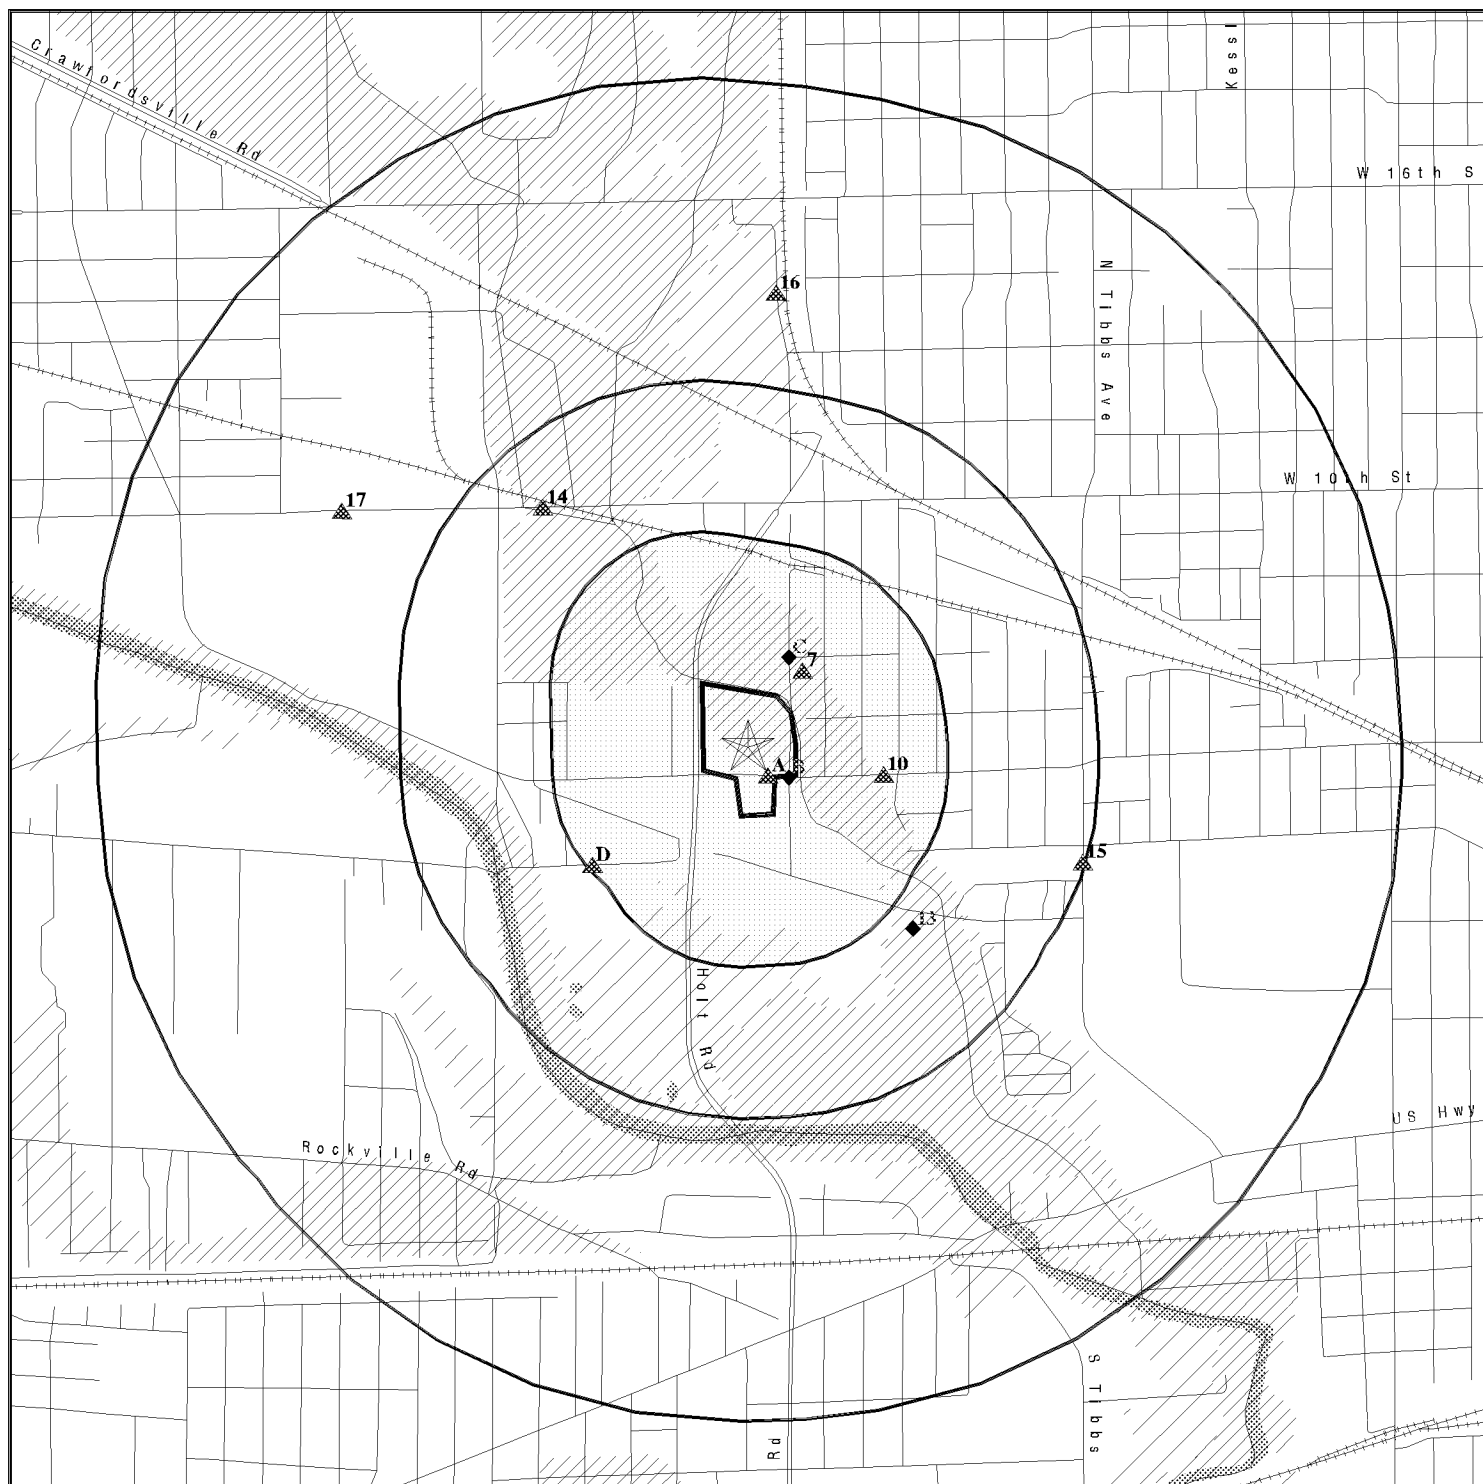 Crawfordsville Rd
Kessl
W 16th S
16
N Tibbs Ave
W 10th St
17
14
C
7
A
B
10
D
15
13
Holt Rd
US Hwy
Rockville Rd
S Tibbs
Rd